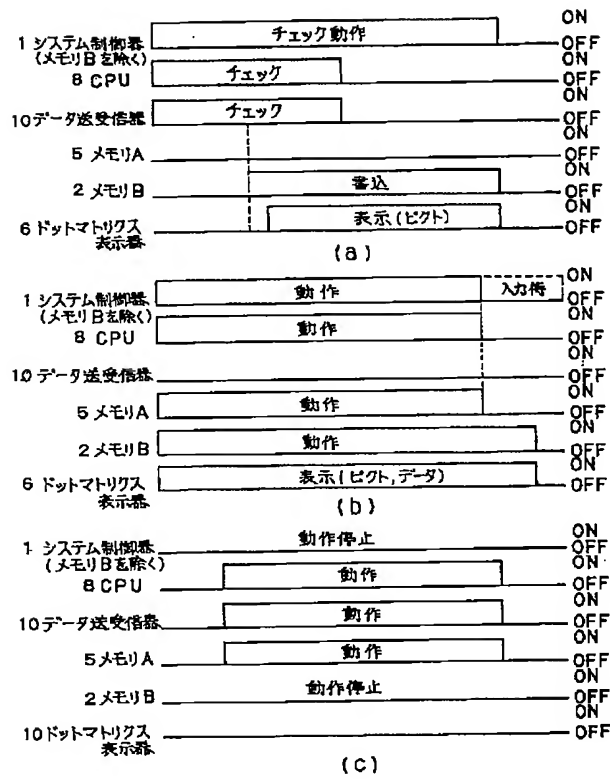 ON
1 システム制御器 チェック動作 OFF
(メモリBを除く) ON
8 CPU チェック OFF
ON
10データ送受信器 チェック OFF
ON
5 メモリA OFF
ON
2 メモリB 書込 OFF
ON
6 ドットマトリクス 表示(ピクト) OFF
表示器
(a)
ON
1 システム制御器 動作 入力待 OFF
(メモリBを除く) ON
8 CPU 動作 OFF
ON
10 データ送受信器 OFF
ON
5 メモリA 動作 OFF
ON
2 メモリB 動作 OFF
ON
6 ドットマトリクス 表示(ピクト,データ) OFF
表示器
(b)
ON
1 システム制御器 動作停止 OFF
(メモリBを除く) ON
8 CPU 動作 OFF
ON
10データ送受信器 動作 OFF
ON
5 メモリA 動作 OFF
ON
2 メモリB 動作停止 OFF
ON
10ドットマトリクス OFF
表示器
(c)